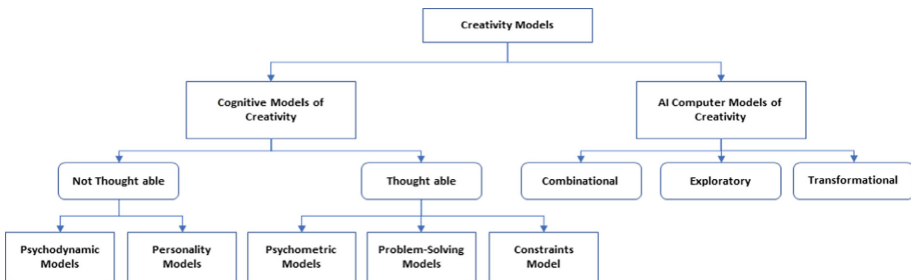 Creativity Models
Cognitive Models of
Creativity
AI Computer Models of
Creativity
Not Thought able
Thought able
Combinational
Exploratory
Transformational
Psychodynamic
Models
Personality
Models
Psychometric
Models
Problem-Solving
Models
Constraints
Model